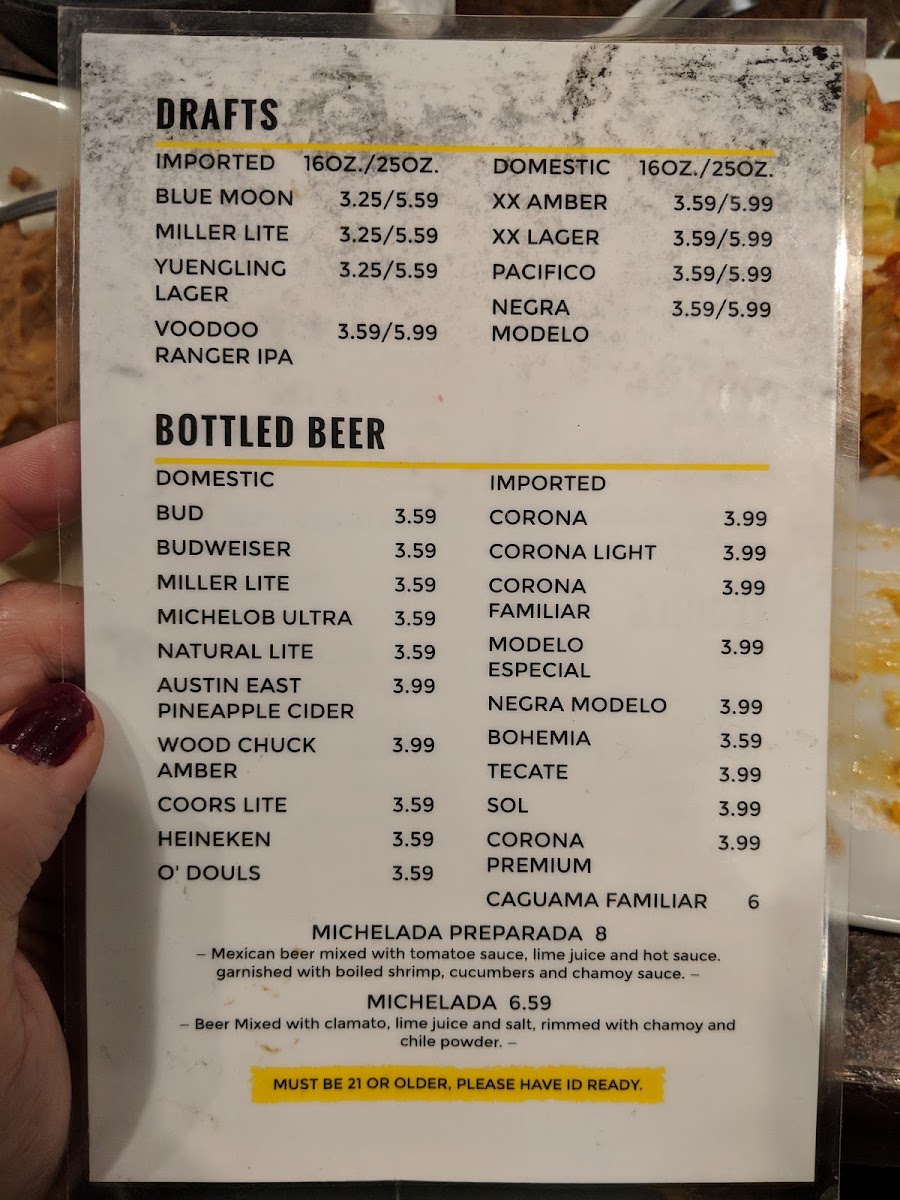 DRAFTS
IMPORTED 16OZ./25OZ.
BLUE MOON 3.25/5.59
MILLER LITE 3.25/5.59
YUENGLING 3.25/5.59
LAGER
VOODOO 3.59/5.99
RANGER IPA
DOMESTIC 16OZ./25OZ.
XX AMBER 3.59/5.99
XX LAGER 3.59/5.99
PACIFICO 3.59/5.99
NEGRA 3.59/5.99
MODELO
BOTTLED BEER
DOMESTIC
BUD 3.59
BUDWEISER 3.59
MILLER LITE 3.59
MICHELOB ULTRA 3.59
NATURAL LITE 3.59
AUSTIN EAST 3.99
PINEAPPLE CIDER
WOOD CHUCK 3.99
AMBER
COORS LITE 3.59
HEINEKEN 3.59
O' DOULS 3.59
IMPORTED
CORONA 3.99
CORONA LIGHT 3.99
CORONA 3.99
FAMILIAR
MODELO 3.99
ESPECIAL
NEGRA MODELO 3.99
BOHEMIA 3.59
TECATE 3.99
SOL 3.99
CORONA 3.99
PREMIUM
CAGUAMA FAMILIAR 6
MICHELADA PREPARADA 8
– Mexican beer mixed with tomatoe sauce, lime juice and hot sauce.
garnished with boiled shrimp, cucumbers and chamoy sauce. –
MICHELADA 6.59
– Beer Mixed with clamato, lime juice and salt, rimmed with chamoy and
chile powder. –
MUST BE 21 OR OLDER, PLEASE HAVE ID READY.